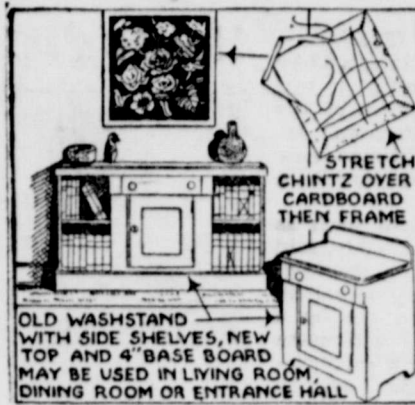 STRETCH
CHINTZ OVER
CARDBOARD
THEN FRAME
OLD WASHSTAND
WITH SIDE SHELVES, NEW
TOP AND 4" BASE BOARD
MAY BE USED IN LIVING ROOM,
DINING ROOM OR ENTRANCE HALL